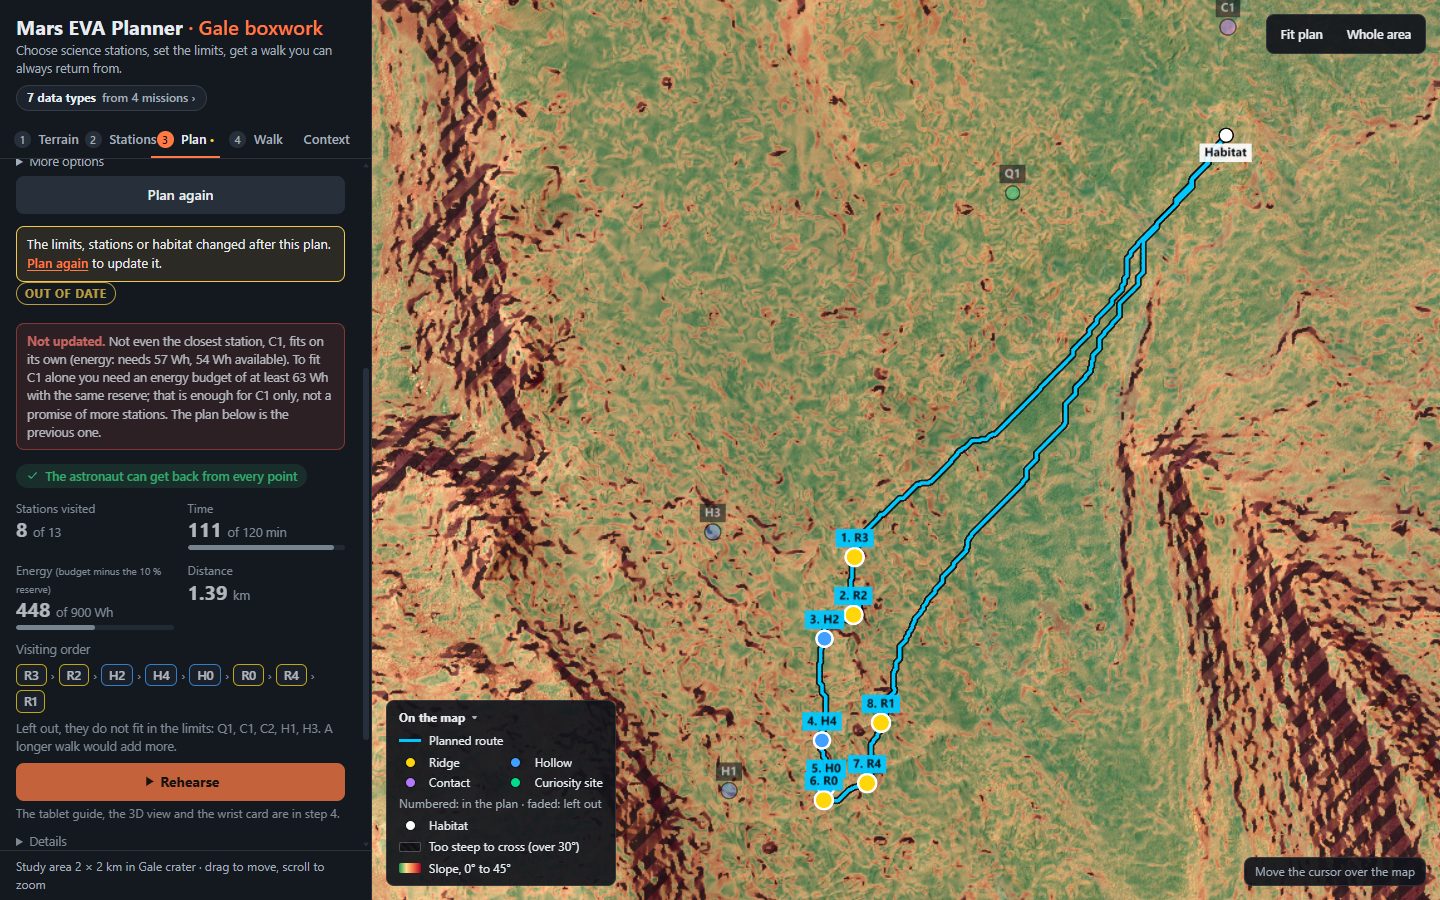 Mars EVA Planner · Gale boxwork
Choose science stations, set the limits, get a walk you can
always return from.
7 data types from 4 missions ›
1 Terrain 2 Stations 3 Plan • 4 Walk Context
▶ More options
Plan again
The limits, stations or habitat changed after this plan.
Plan again to update it.
OUT OF DATE
Not updated. Not even the closest station, C1, fits on
its own (energy: needs 57 Wh, 54 Wh available). To fit
C1 alone you need an energy budget of at least 63 Wh
with the same reserve; that is enough for C1 only, not a
promise of more stations. The plan below is the
previous one.
✓ The astronaut can get back from every point
Stations visited
8 of 13
Time
111 of 120 min
Energy (budget minus the 10 %
reserve)
448 of 900 Wh
Distance
1.39 km
Visiting order
R3 › R2 › H2 › H4 › H0 › R0 › R4 ›
R1
Left out, they do not fit in the limits: Q1, C1, C2, H1, H3. A
longer walk would add more.
▶ Rehearse
The tablet guide, the 3D view and the wrist card are in step 4.
▶ Details
Study area 2 × 2 km in Gale crater · drag to move, scroll to
zoom
C1
Fit plan Whole area
Habitat
Q1
H3
1. R3
2. R2
3. H2
8. R1
4. H4
5. H0
6. R0
7. R4
H1
On the map
Planned route
Ridge
Hollow
Contact
Curiosity site
Numbered: in the plan · faded: left out
Habitat
Too steep to cross (over 30°)
Slope, 0° to 45°
Move the cursor over the map